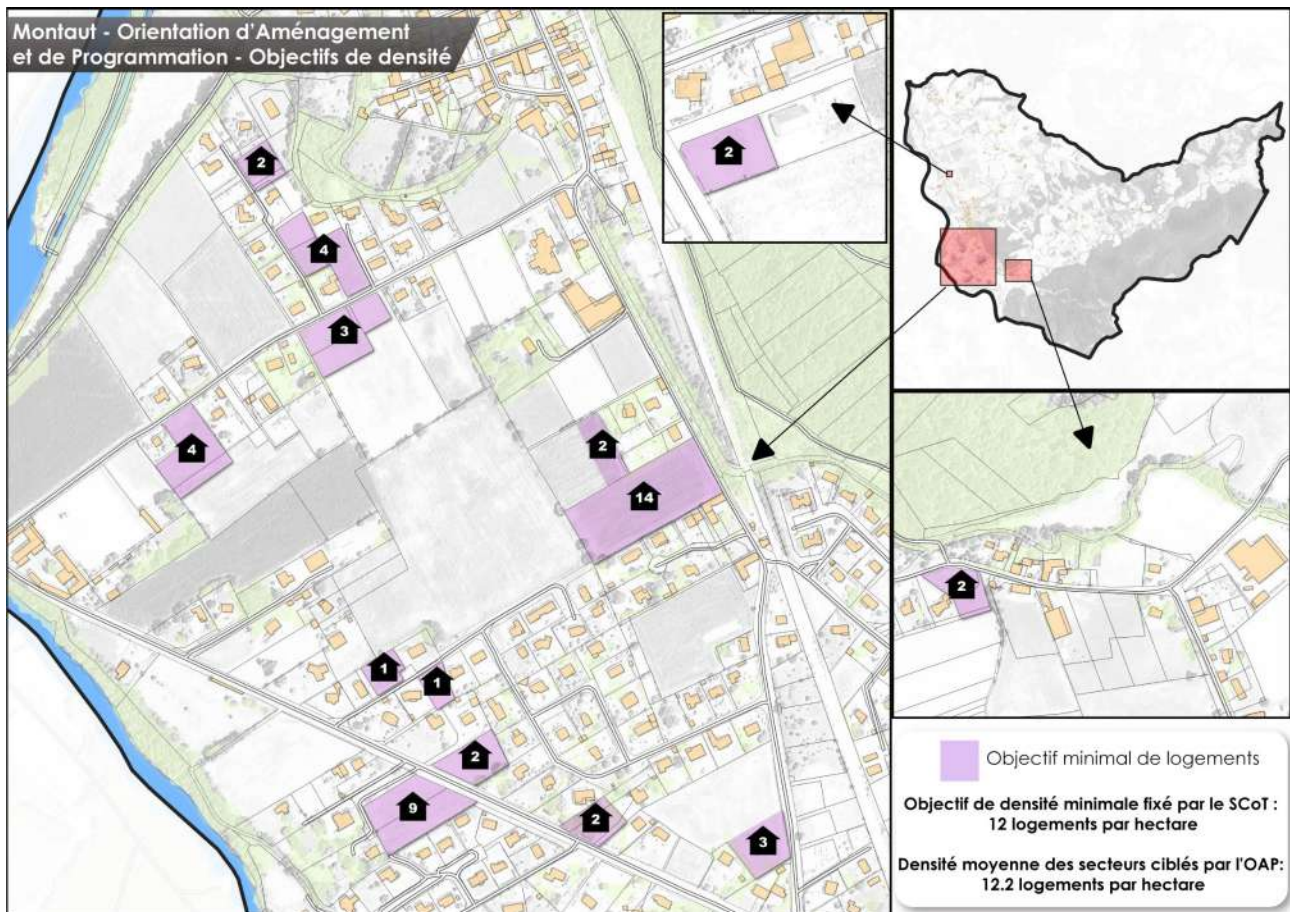 Montaut - Orientation d'Aménagement
et de Programmation - Objectifs de densité
2
2
4
3
4
2
14
2
1
1
2
9
2
3
Objectif minimal de logements
Objectif de densité minimale fixé par le SCoT :
12 logements par hectare
Densité moyenne des secteurs ciblés par l'OAP:
12.2 logements par hectare